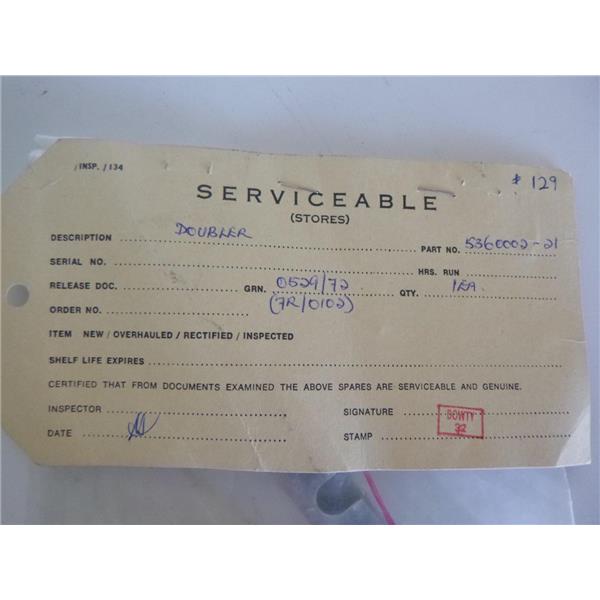 /INSP./134
$ 129
SERVICEABLE
(STORES)
DESCRIPTION DOUBLER PART NO. 5360002-21
SERIAL NO. HRS. RUN
RELEASE DOC. GRN. 0529/72 QTY. 1EA.
ORDER NO. (7R/0102)
ITEM NEW / OVERHAULED / RECTIFIED / INSPECTED
SHELF LIFE EXPIRES
CERTIFIED THAT FROM DOCUMENTS EXAMINED THE ABOVE SPARES ARE SERVICEABLE AND GENUINE.
INSPECTOR SIGNATURE
DATE STAMP
DOWTY
32